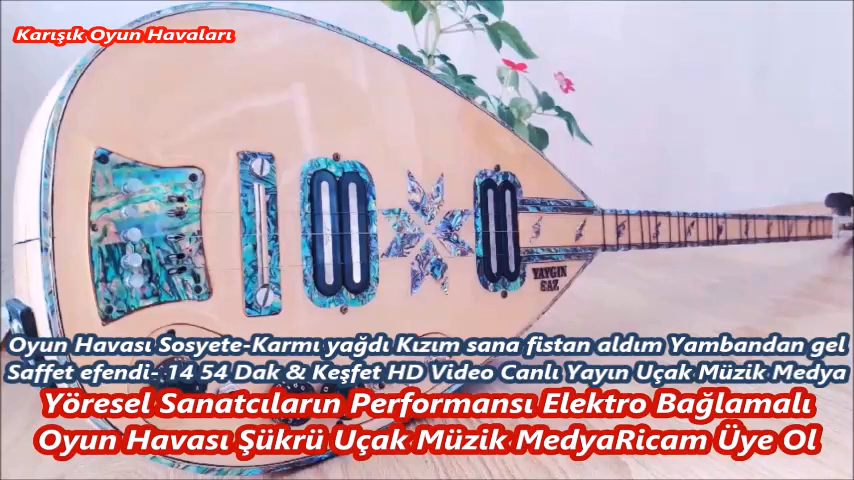 Karışık Oyun Havaları
YAYGIN
SAZ
Oyun Havası Sosyete-Karmı yağdı Kızım sana fistan aldım Yambandan gel
Saffet efendi- 14 54 Dak & Keşfet HD Video Canlı Yayın Uçak Müzik Medya
Yöresel Sanatcıların Performansı Elektro Bağlamalı
Oyun Havası Şükrü Uçak Müzik MedyaRicam Üye Ol